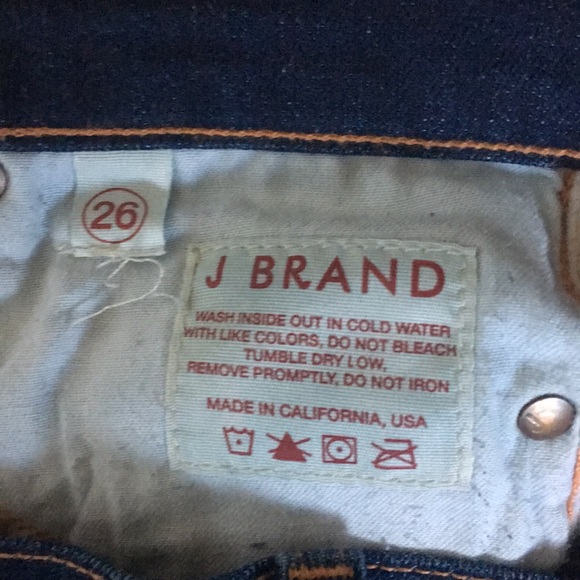 26
J BRAND
WASH INSIDE OUT IN COLD WATER
WITH LIKE COLORS, DO NOT BLEACH
TUMBLE DRY LOW,
REMOVE PROMPTLY, DO NOT IRON
MADE IN CALIFORNIA, USA